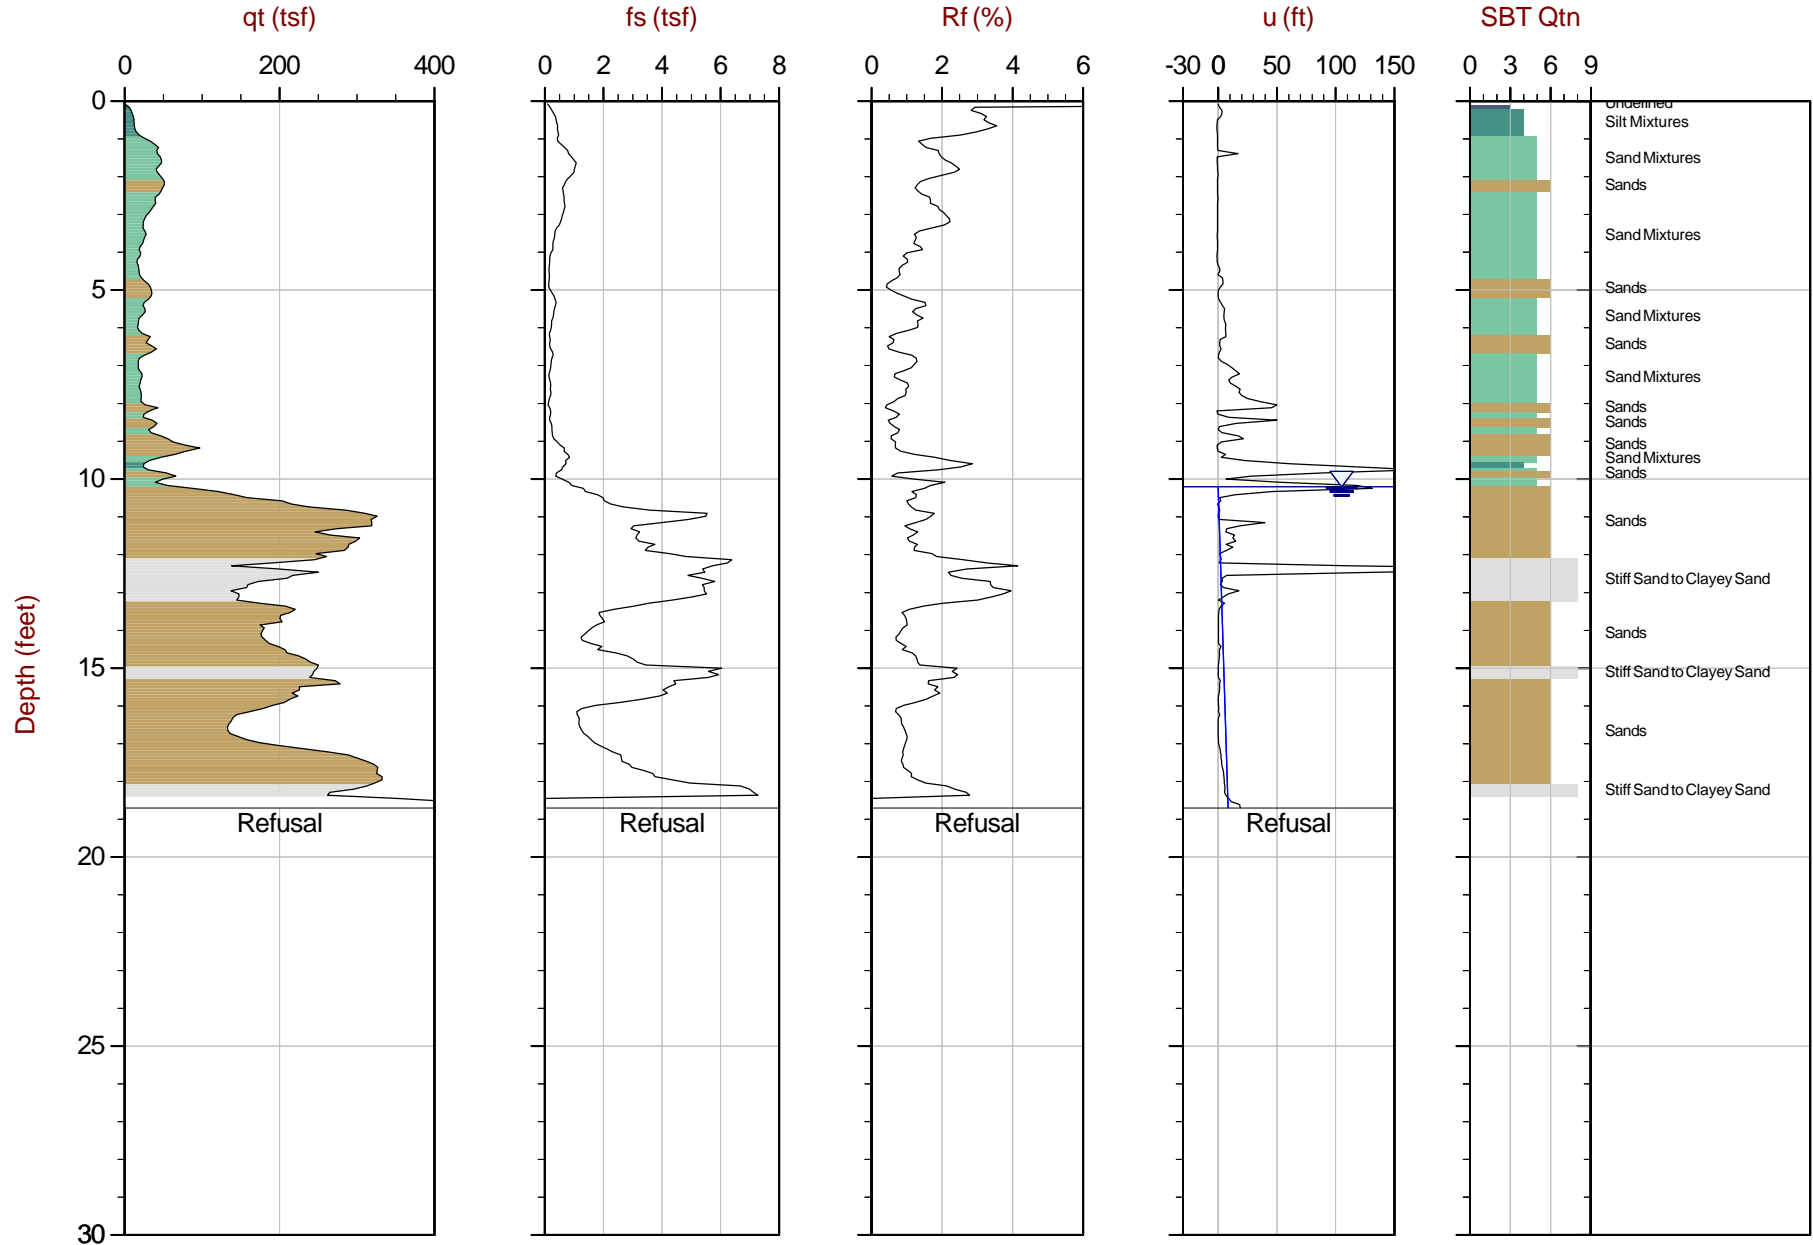 qt (tsf) fs (tsf) Rf (%) u (ft) SBT Qtn
0 200 400 0 2 4 6 8 0 2 4 6 -30 0 50 100 150 0 3 6 9
0
Undefined
Silt Mixtures
Sand Mixtures
Sands
Sand Mixtures
5
Sands
Sand Mixtures
Sands
Sand Mixtures
Sands
Sands
Sands
Sand Mixtures
Sands
10
Sands
Stiff Sand to Clayey Sand
Sands
15
Stiff Sand to Clayey Sand
Depth (feet)
Sands
Stiff Sand to Clayey Sand
Refusal Refusal Refusal Refusal
20
25
30